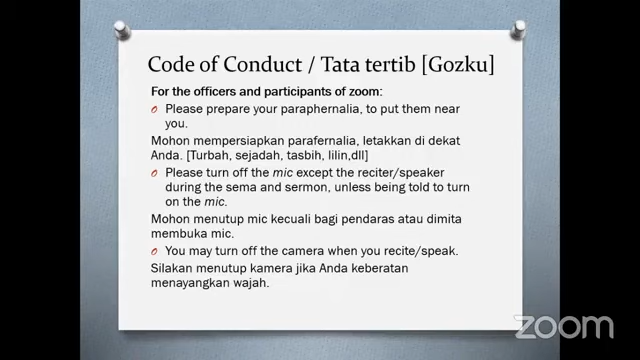 Code of Conduct / Tata tertib [Gozku]
For the officers and participants of zoom:
Please prepare your paraphernalia, to put them near
you.
Mohon mempersiapkan parafernalia, letakkan di dekat
Anda. [Turbah, sejadah, tasbih, lilin,dll]
Please turn off the mic except the reciter/speaker
during the sema and sermon, unless being told to turn
on the mic.
Mohon menutup mic kecuali bagi pendaras atau dimita
membuka mic.
You may turn off the camera when you recite/speak.
Silakan menutup kamera jika Anda keberatan
menayangkan wajah.
zoom